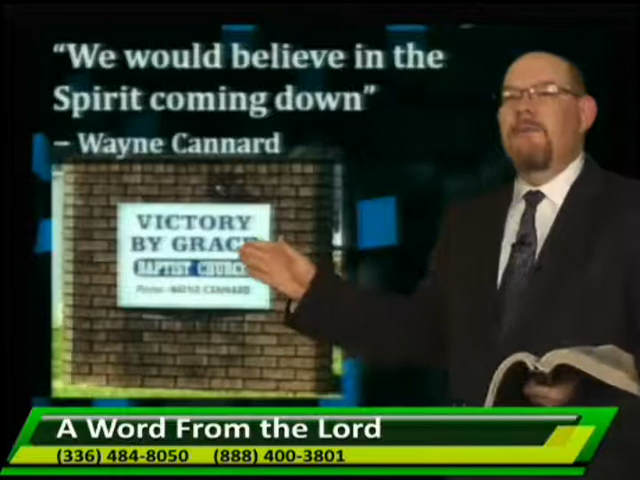 “We would believe in the
Spirit coming down”
– Wayne Cannard
VICTORY
BY GRACE
BAPTIST CHURCH
Pastor WAYNE CANNARD
A Word From the Lord
(336) 484-8050 (888) 400-3801